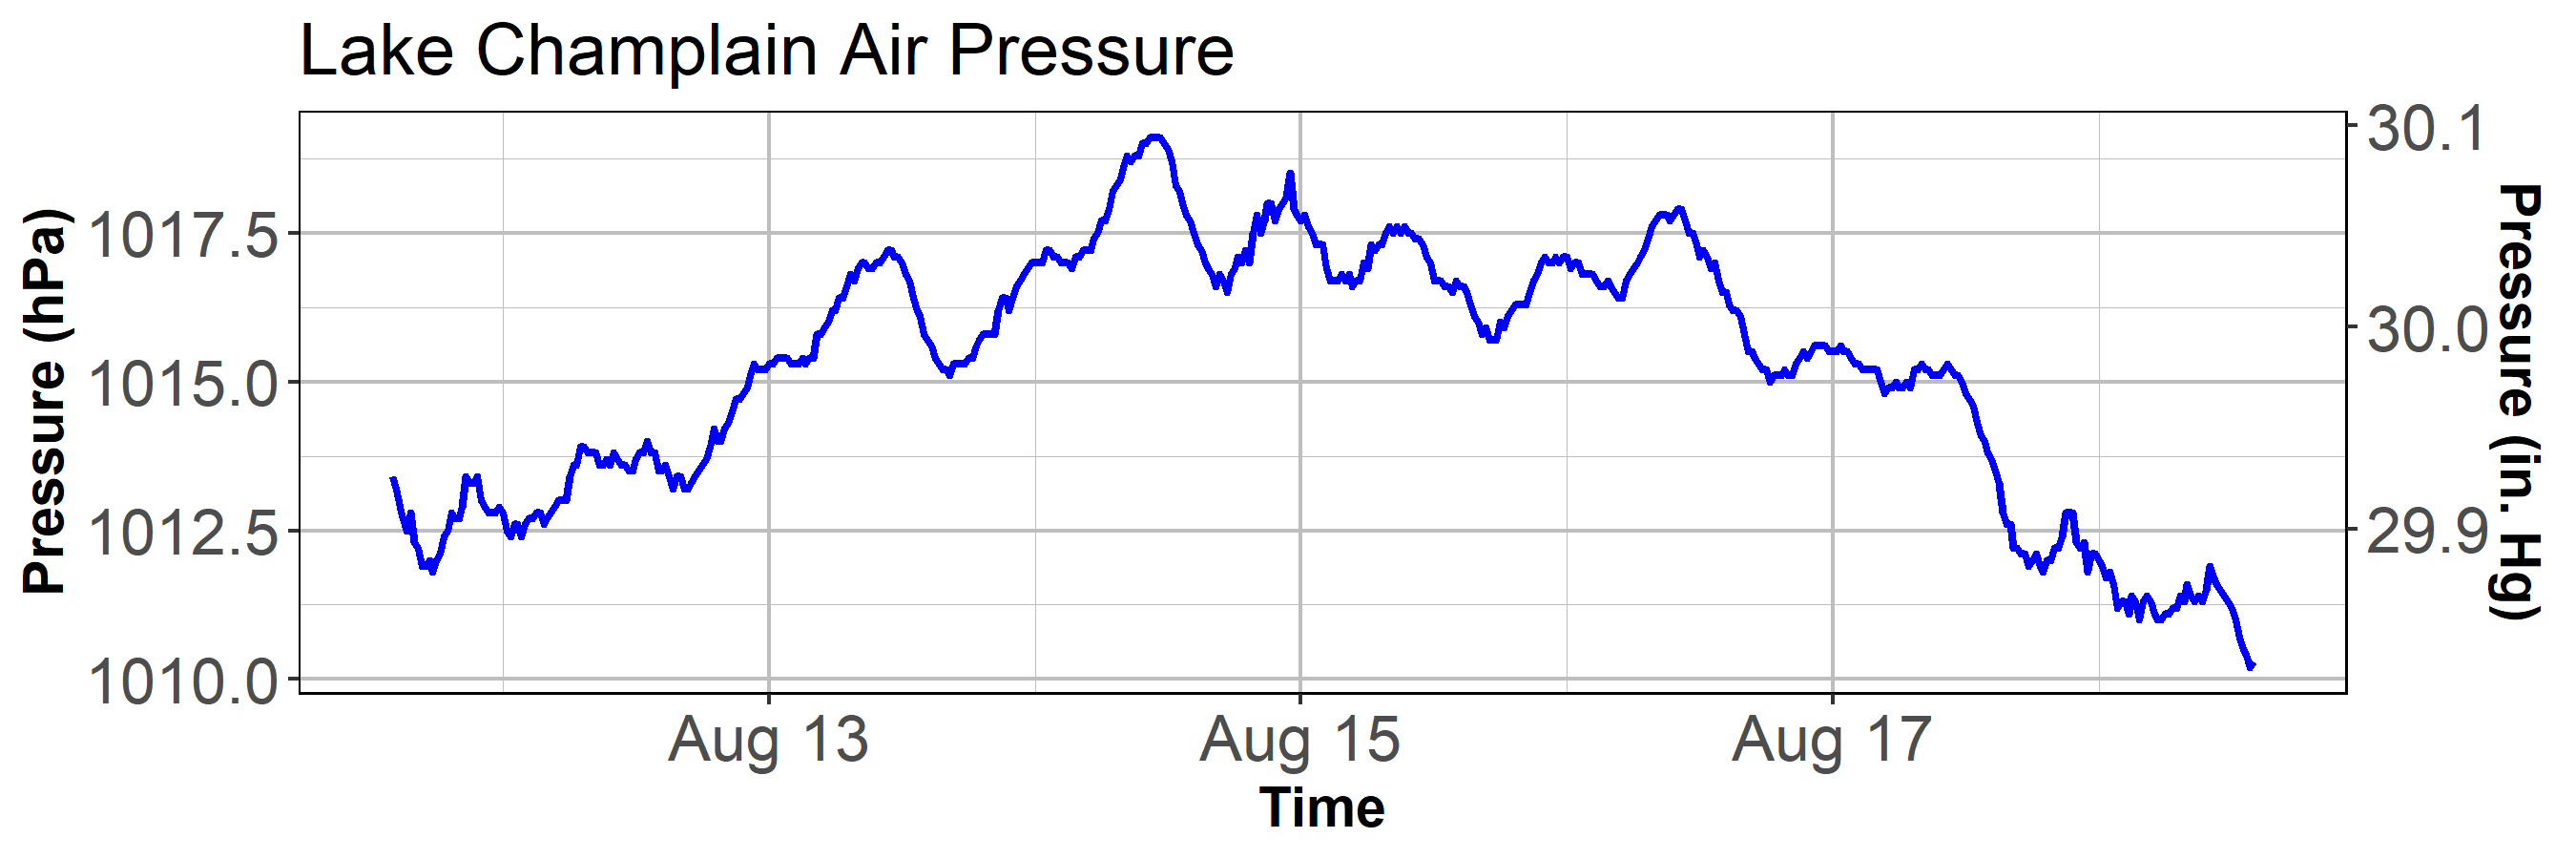 Lake Champlain Air Pressure
Pressure (hPa)
1017.5
1015.0
1012.5
1010.0
30.1
30.0
29.9
Pressure (in. Hg)
Aug 13
Aug 15
Aug 17
Time